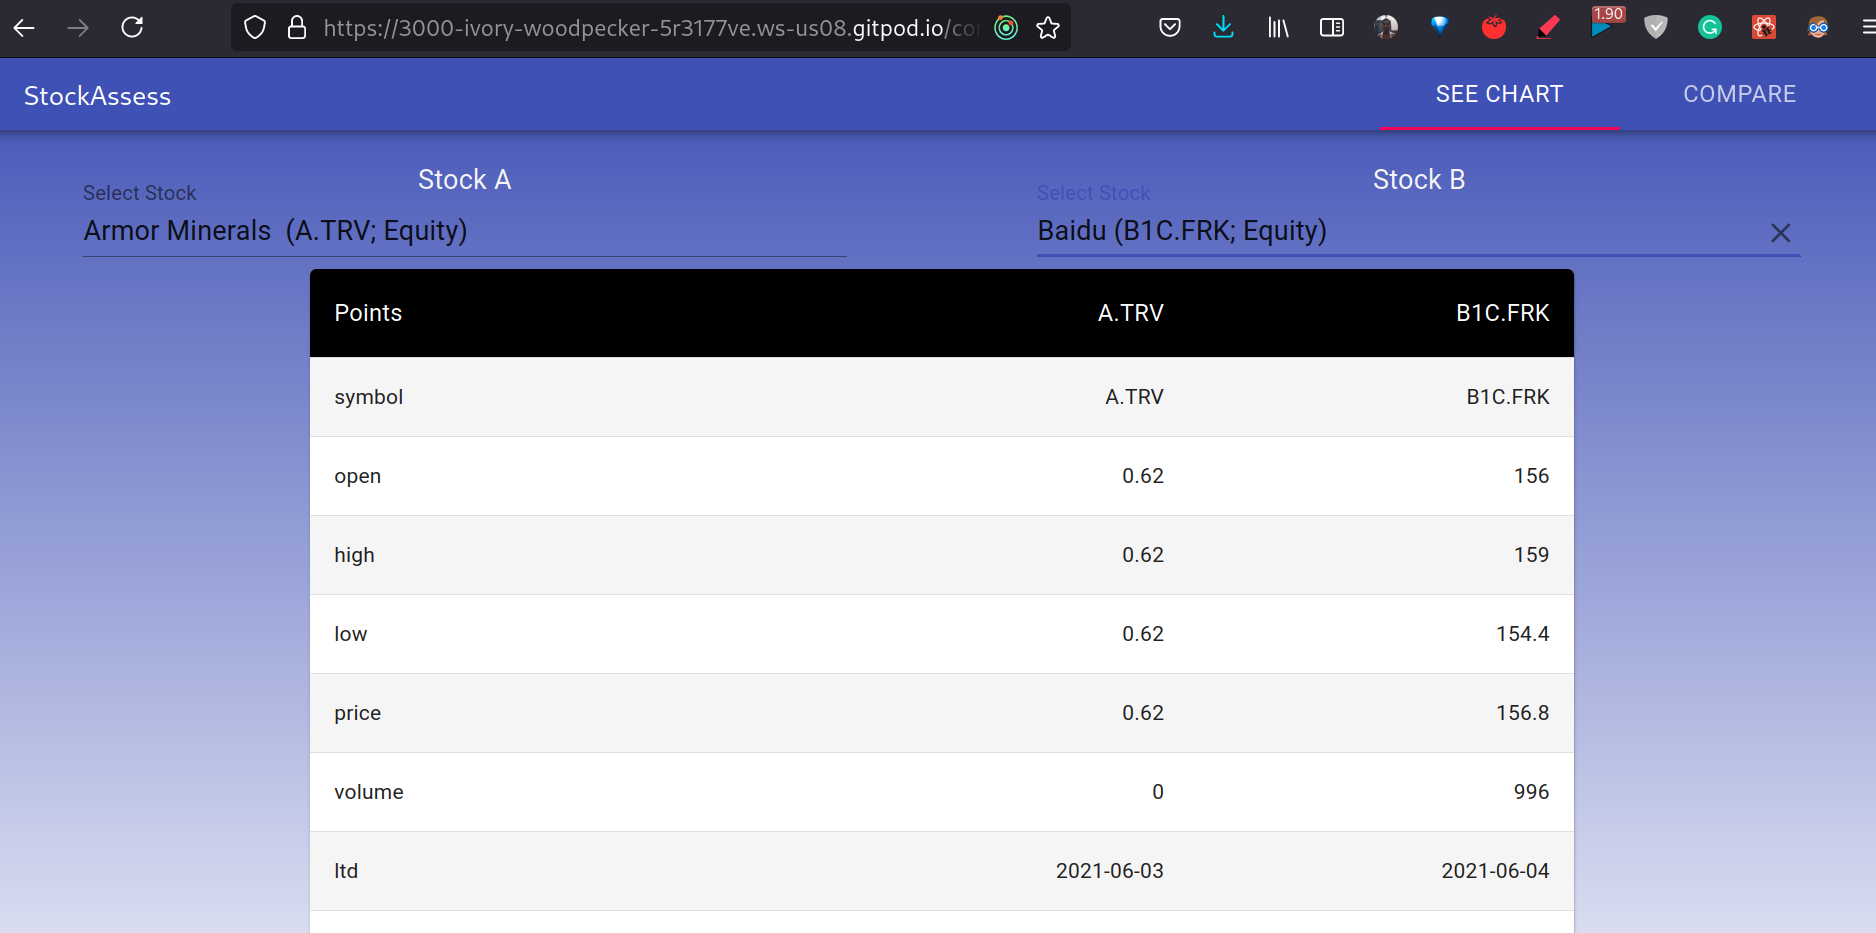 https://3000-ivory-woodpecker-5r3177ve.ws-us08.gitpod.io/co
1.90
StockAssess SEE CHART COMPARE
Stock A Stock B
Select Stock Select Stock
Armor Minerals (A.TRV; Equity) Baidu (B1C.FRK; Equity)
Points A.TRV B1C.FRK
symbol A.TRV B1C.FRK
open 0.62 156
high 0.62 159
low 0.62 154.4
price 0.62 156.8
volume 0 996
ltd 2021-06-03 2021-06-04